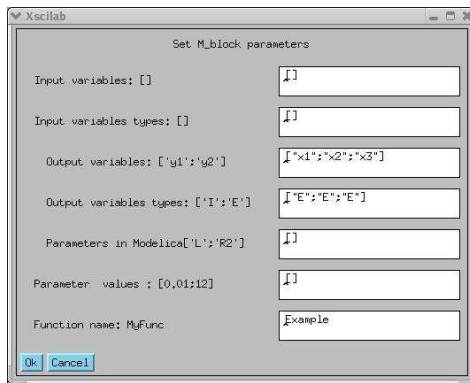 Xscilab
Set M_block parameters
Input variables: []
[]
Input variables types: []
[]
Output variables: ['y1';'y2']
["x1";"x2";"x3"]
Output variables types: ['I';'E']
["E";"E";"E"]
Parameters in Modelica['L';'R2']
[]
Parameter values : [0.01;12]
[]
Function name: MyFunc
Example
Ok Cancel